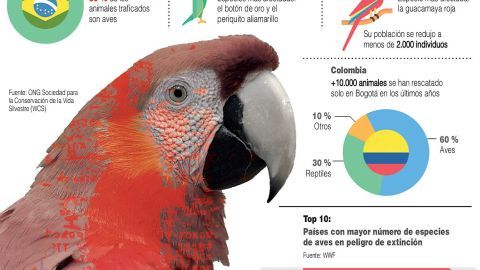 animales traficados
son aves
el botón de oro y el
periquito aliamarillo
la guacamaya roja
Su población se redujo a
menos de 2.000 individuos
Fuente: ONG Sociedad para
la Conservación de la Vida
Silvestre (WCS)
Colombia
+10.000 animales se han rescatado
solo en Bogotá en los últimos años
10 %
Otros
60 %
Aves
30 %
Reptiles
Top 10:
Países con mayor número de especies
de aves en peligro de extinción
Fuente: WWF